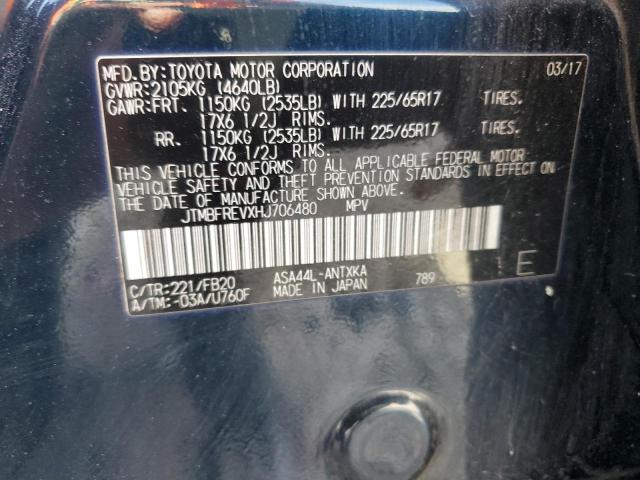 MFD. BY: TOYOTA MOTOR CORPORATION 03/17
GVWR: 2105KG (4640LB)
GAWR: FRT. 1150KG (2535LB) WITH 225/65R17 TIRES.
17X6 1/2J RIMS.
RR. 1150KG (2535LB) WITH 225/65R17 TIRES.
17X6 1/2J RIMS.
THIS VEHICLE CONFORMS TO ALL APPLICABLE FEDERAL MOTOR
VEHICLE SAFETY AND THEFT PREVENTION STANDARDS IN EFFECT ON
THE DATE OF MANUFACTURE SHOWN ABOVE.
JTMBFREVXHJ706480 MPV
C/TR: 221/FB20 ASA44L-ANTXKA 789 E
A/TM: -03A/U760F MADE IN JAPAN